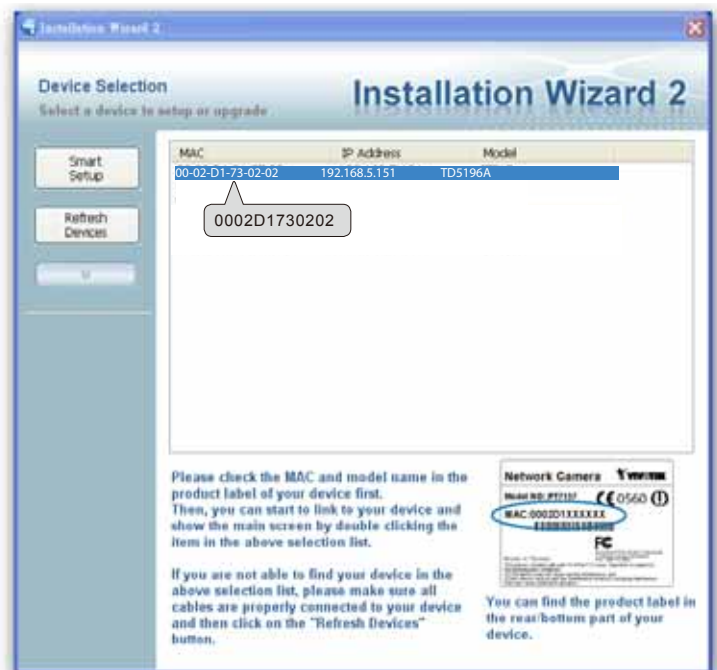 Installation Wizard 2
Device Selection
Select a device to setup or upgrade
Installation Wizard 2
Smart
Setup
Refresh
Devices
MAC IP Address Model
00-02-D1-73-02-02 192.168.5.151 TD5196A
0002D1730202
Please check the MAC and model name in the
product label of your device first.
Then, you can start to link to your device and
show the main screen by double clicking the
item in the above selection list.
If you are not able to find your device in the
above selection list, please make sure all
cables are properly connected to your device
and then click on the "Refresh Devices"
button.
Network Camera VIVOTEK
Model NO: PT7137 CE 0560
MAC:0002D1XXXXXX
FC
You can find the product label in
the rear/bottom part of your
device.